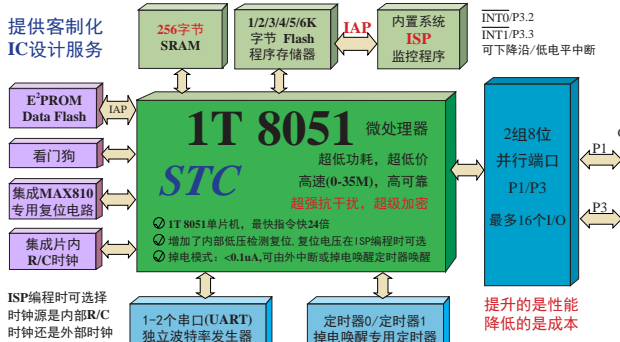 提供客制化
IC设计服务
256字节
SRAM
1/2/3/4/5/6K
字节 Flash
程序存储器
IAP
内置系统
ISP
监控程序
INT0/P3.2
INT1/P3.3
可下降沿/低电平中断
E²PROM
Data Flash
IAP
看门狗
集成MAX810
专用复位电路
集成片内
R/C时钟
1T 8051 微处理器
STC
超低功耗，超低价
高速(0-35M)，高可靠
超强抗干扰，超级加密
1T 8051单片机，最快指令快24倍
增加了内部低压检测复位, 复位电压在ISP编程时可选
掉电模式：<0.1uA,可由外中断或掉电唤醒定时器唤醒
2组8位
并行端口
P1/P3
最多16个I/O
P1
P3
ISP编程时可选择
时钟源是内部R/C
时钟还是外部时钟
1-2个串口(UART)
独立波特率发生器
定时器0/定时器1
掉电唤醒专用定时器
提升的是性能
降低的是成本